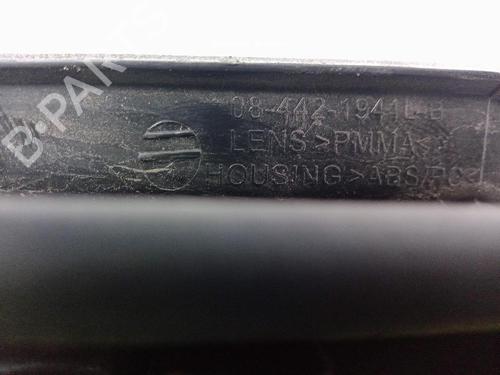 B-PARTS
08-442-1941L-B
LENS>PMMA<
HOUSING>ABS/PC<